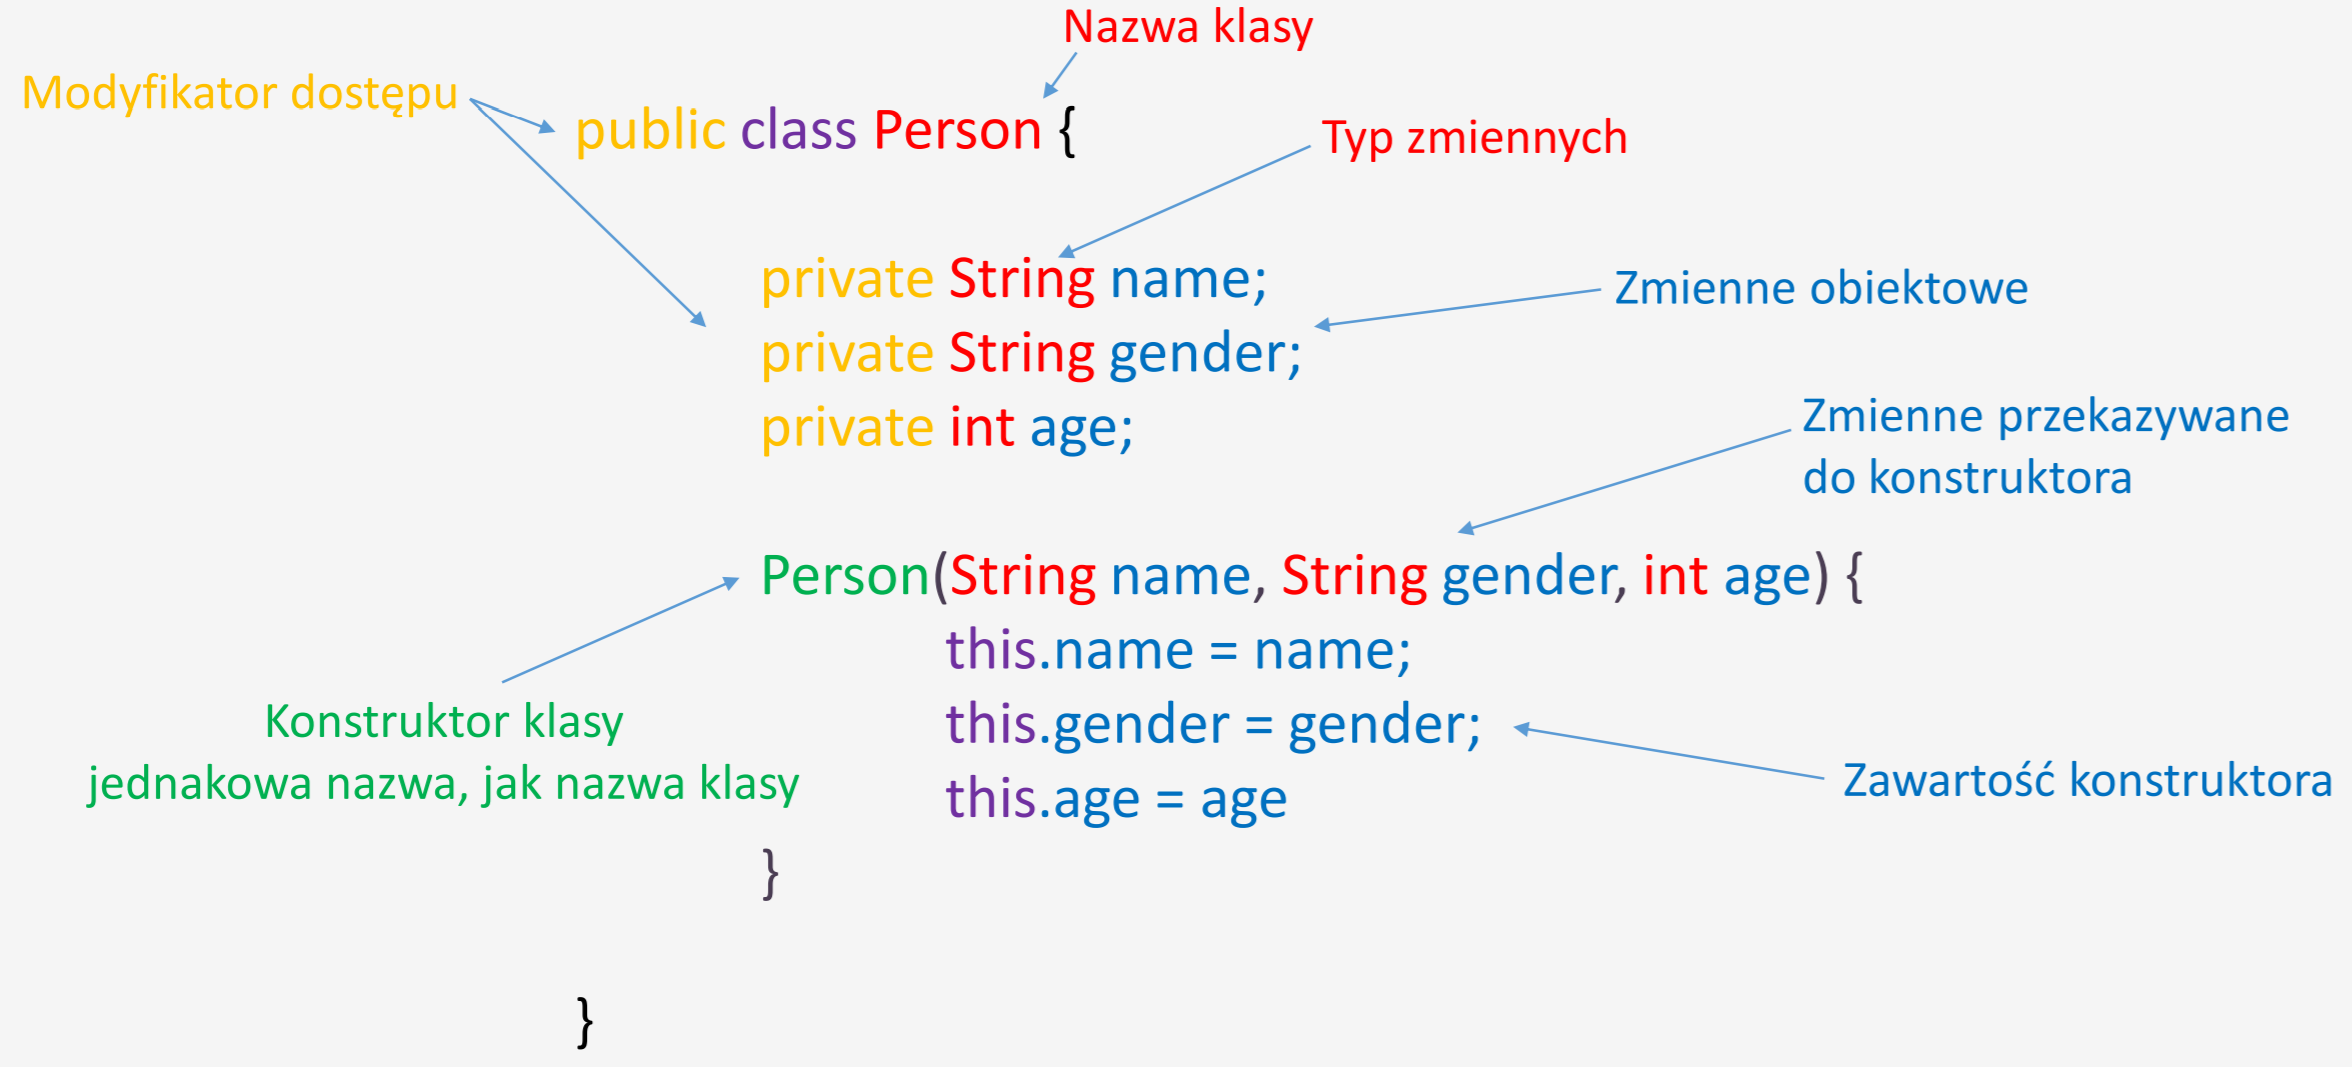 Nazwa klasy
Modyfikator dostępu
public class Person {
Typ zmiennych
private String name;
Zmienne obiektowe
private String gender;
private int age;
Zmienne przekazywane
do konstruktora
Person(String name, String gender, int age) {
this.name = name;
Konstruktor klasy
jednakowa nazwa, jak nazwa klasy
this.gender = gender;
Zawartość konstruktora
this.age = age
}
}